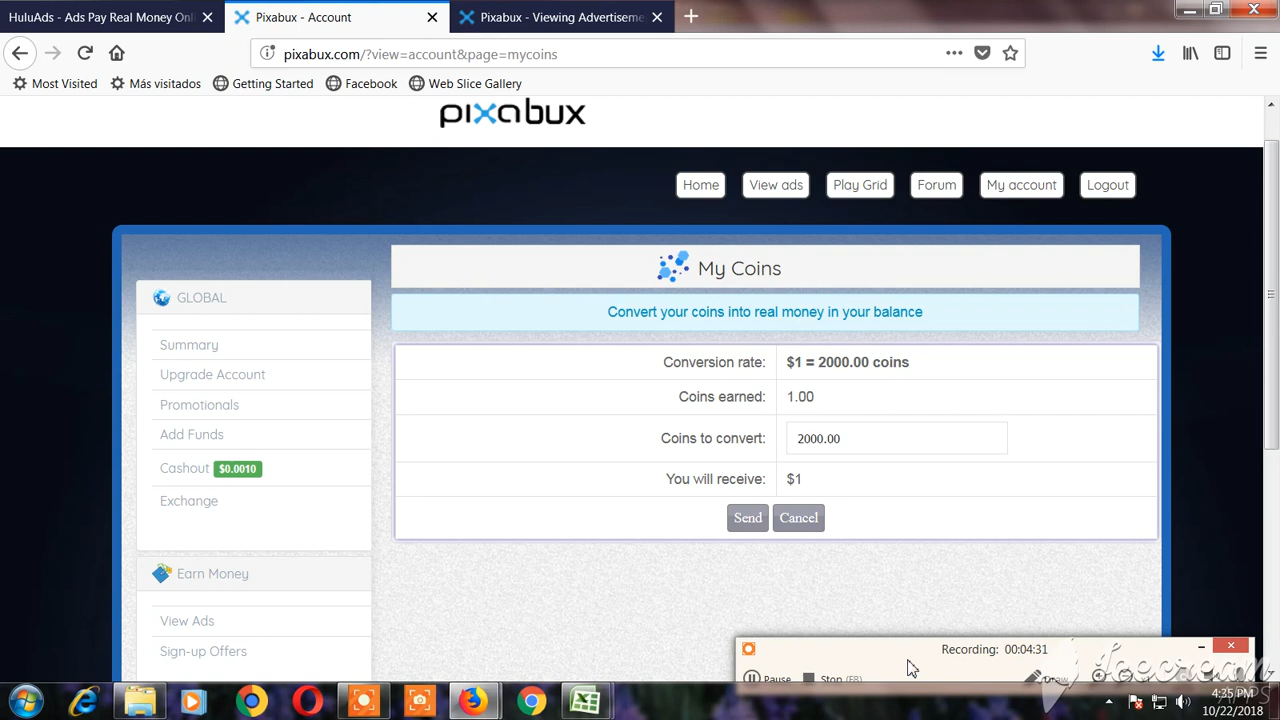 HuluAds - Ads Pay Real Money Onl
Pixabux - Account
Pixabux - Viewing Advertiseme
pixabux.com/?view=account&page=mycoins
Most Visited
Más visitados
Getting Started
Facebook
Web Slice Gallery
pixabux
Home
View ads
Play Grid
Forum
My account
Logout
My Coins
Convert your coins into real money in your balance
GLOBAL
Summary
Upgrade Account
Promotionals
Add Funds
Cashout $0.0010
Exchange
Conversion rate: $1 = 2000.00 coins
Coins earned: 1.00
Coins to convert: 2000.00
You will receive: $1
Send Cancel
Earn Money
View Ads
Sign-up Offers
Recording: 00:04:31
Pause
Stop (F8)
Draw
APPS
4:35 PM
10/22/2018